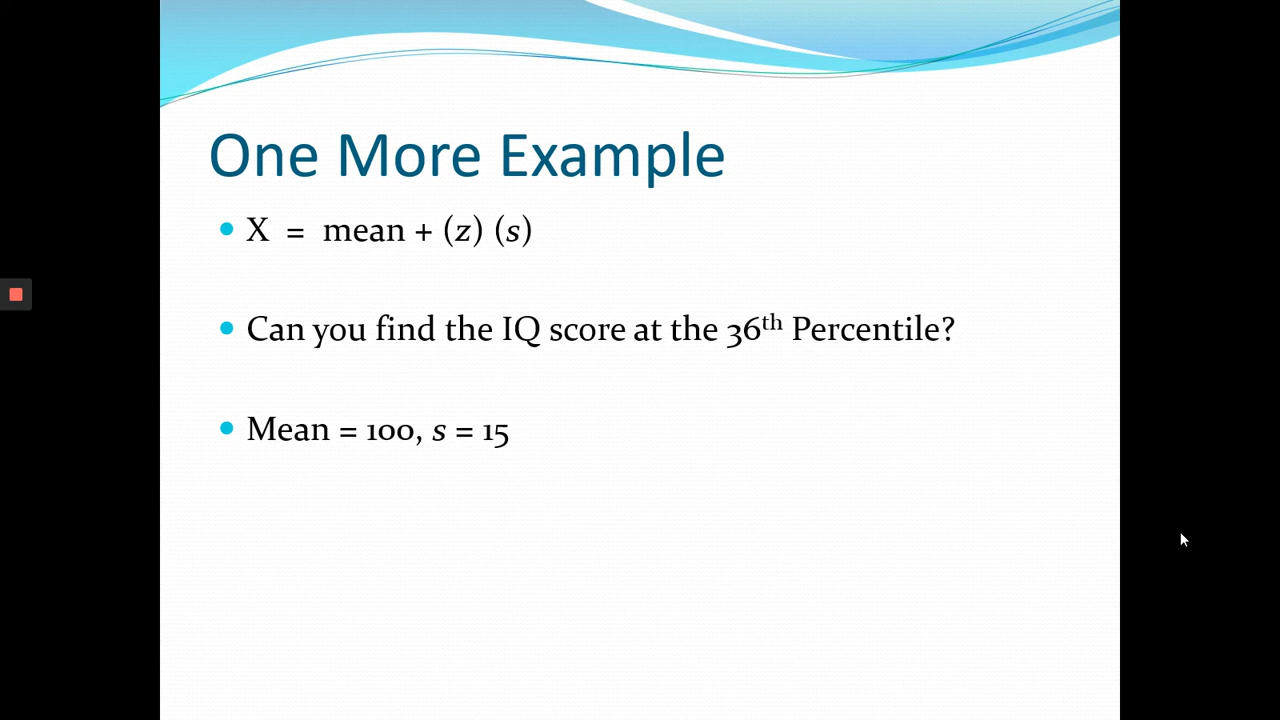 One More Example
• X = mean + (z) (s)
• Can you find the IQ score at the 36th Percentile?
• Mean = 100, s = 15